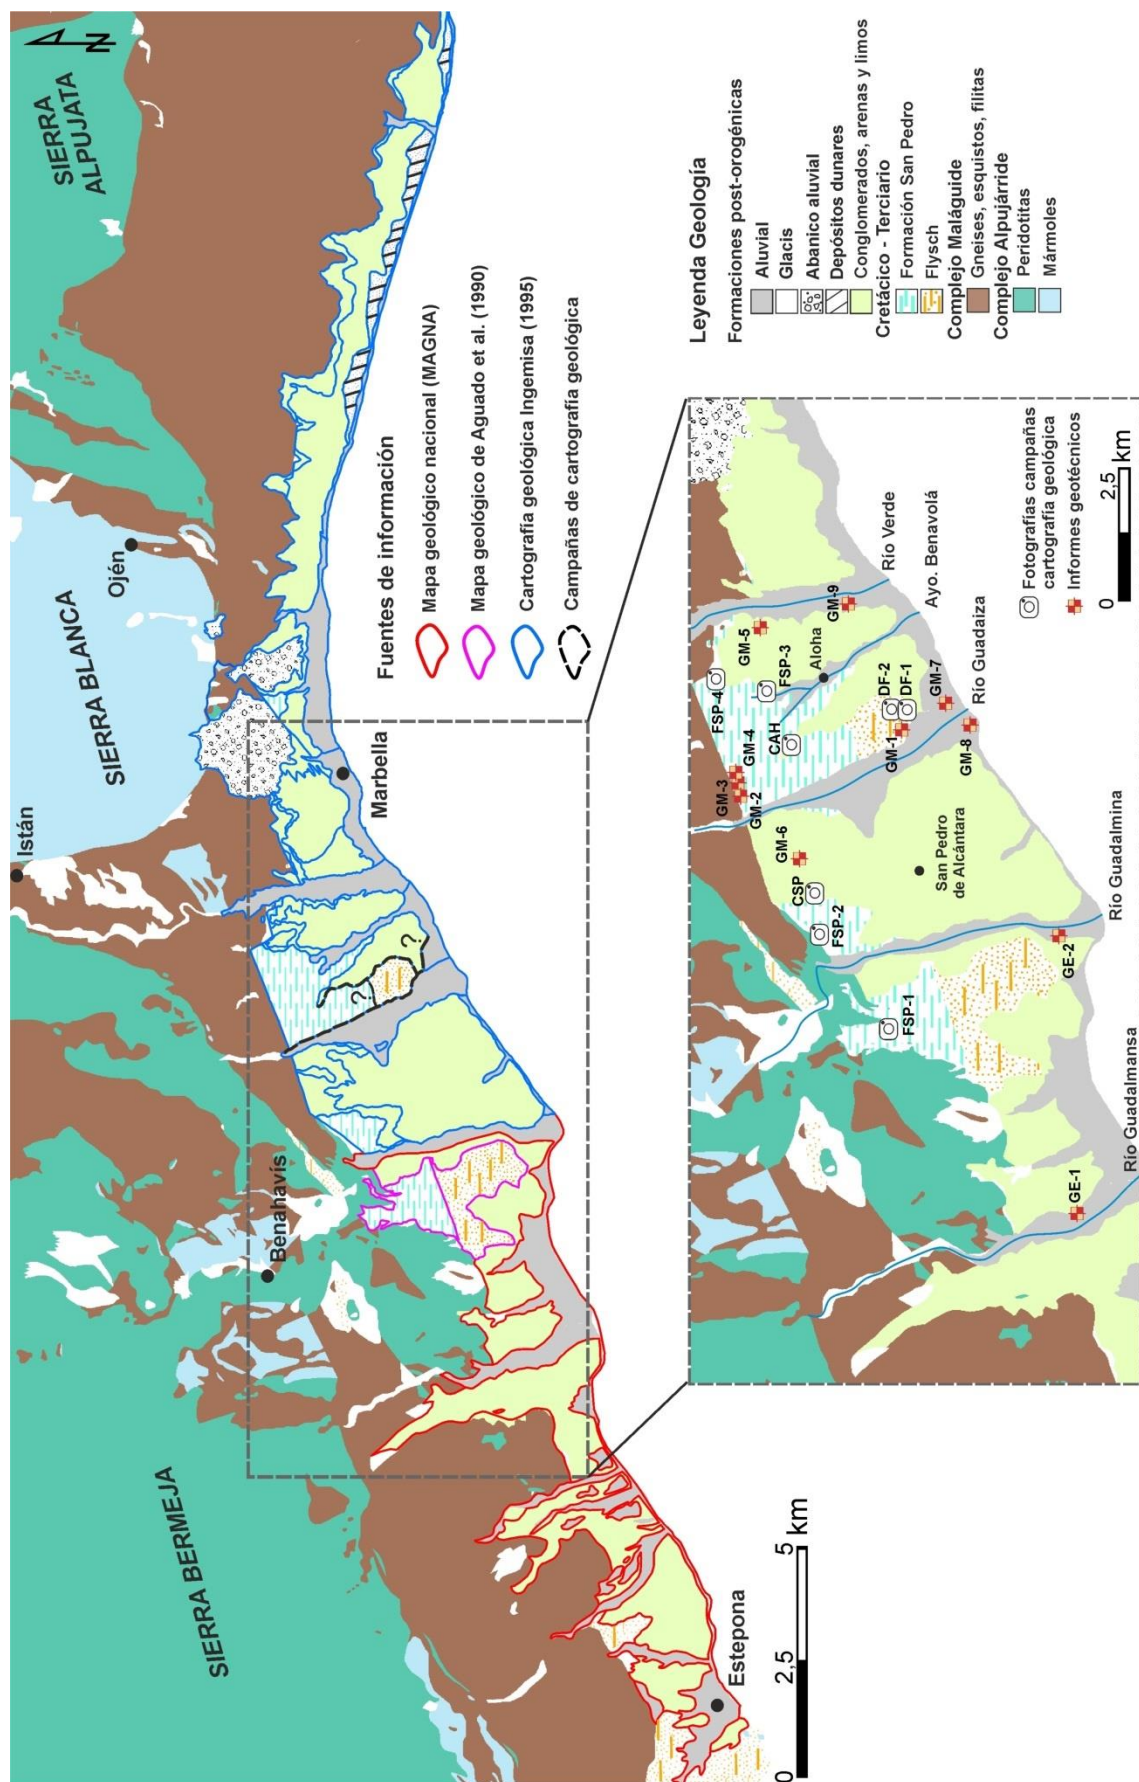 N
SIERRA
ALPUJATA
SIERRA BLANCA
SIERRA BERMEJA
Istán
Ojén
Benahavís
Marbella
Estepona
?
?
0
2,5
5
km
Fuentes de información
Mapa geológico nacional (MAGNA)
Mapa geológico de Aguado et al. (1990)
Cartografía geológica Ingemisa (1995)
Campañas de cartografía geológica
Leyenda Geología
Formaciones post-orogénicas
Aluvial
Glacis
Abanico aluvial
Depósitos dunares
Conglomerados, arenas y limos
Cretácico - Terciario
Formación San Pedro
Flysch
Complejo Maláguide
Gneises, esquistos, filitas
Complejo Alpujárride
Peridotitas
Mármoles
FSP-4
GM-5
GM-3
GM-4
GM-2
FSP-3
CAH
Aloha
GM-9
GM-6
CSP
FSP-2
DF-2
DF-1
GM-1
GM-7
GM-8
San Pedro
de Alcántara
FSP-1
GE-2
GE-1
Río Verde
Ayo. Benavolá
Río Guadaiza
Río Guadalmina
Río Guadalmansa
Fotografías campañas
cartografía geológica
Informes geotécnicos
0
2,5
km